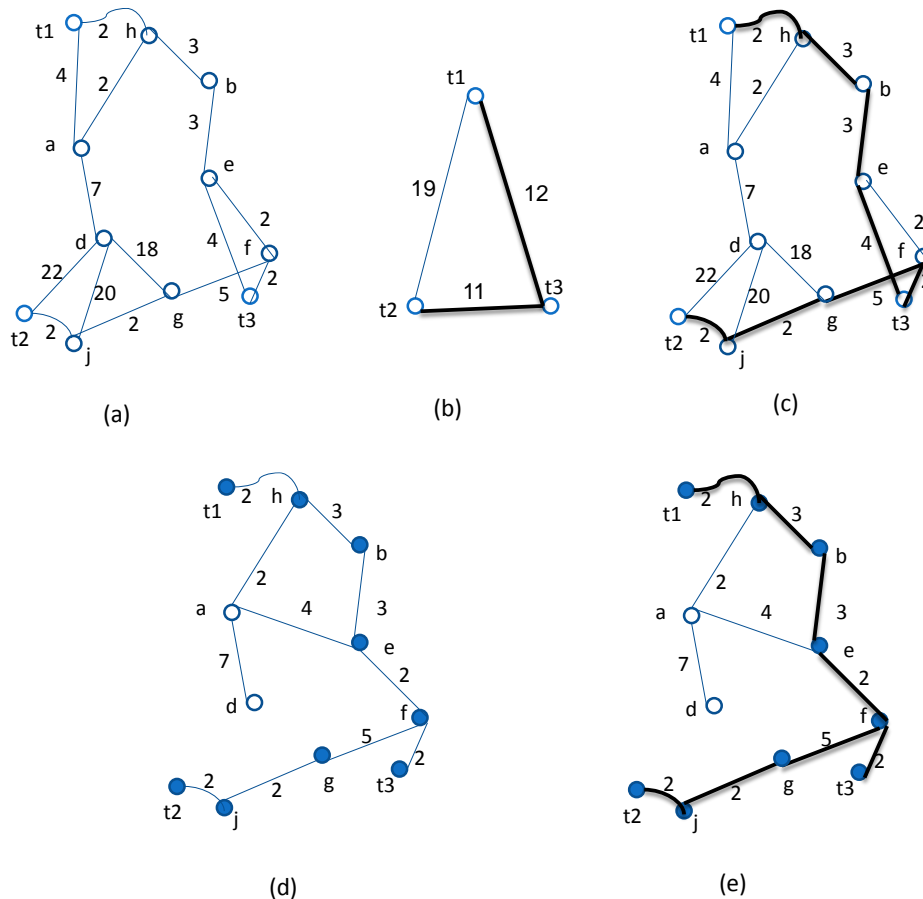 t1 2 h 3
4 2 b
3
a e
7 2
d 18 4 f
22 20 5 2
t2 2 2 g t3
j
(a)
t1
19 12
t2 11 t3
(b)
t1 2 h 3
4 2 b
3
a e
7 2
d 18 4 f
22 20 5
t2 2 2 g t3
j
(c)
t1 2 h 3
2 b
a 4 3
e
7 2
d f
5
2 g t3 2
t2 2 j
(d)
t1 2 h 3
2 b
a 4 3
e
7 2
d f
5
2 g t3 2
t2 2 j
(e)